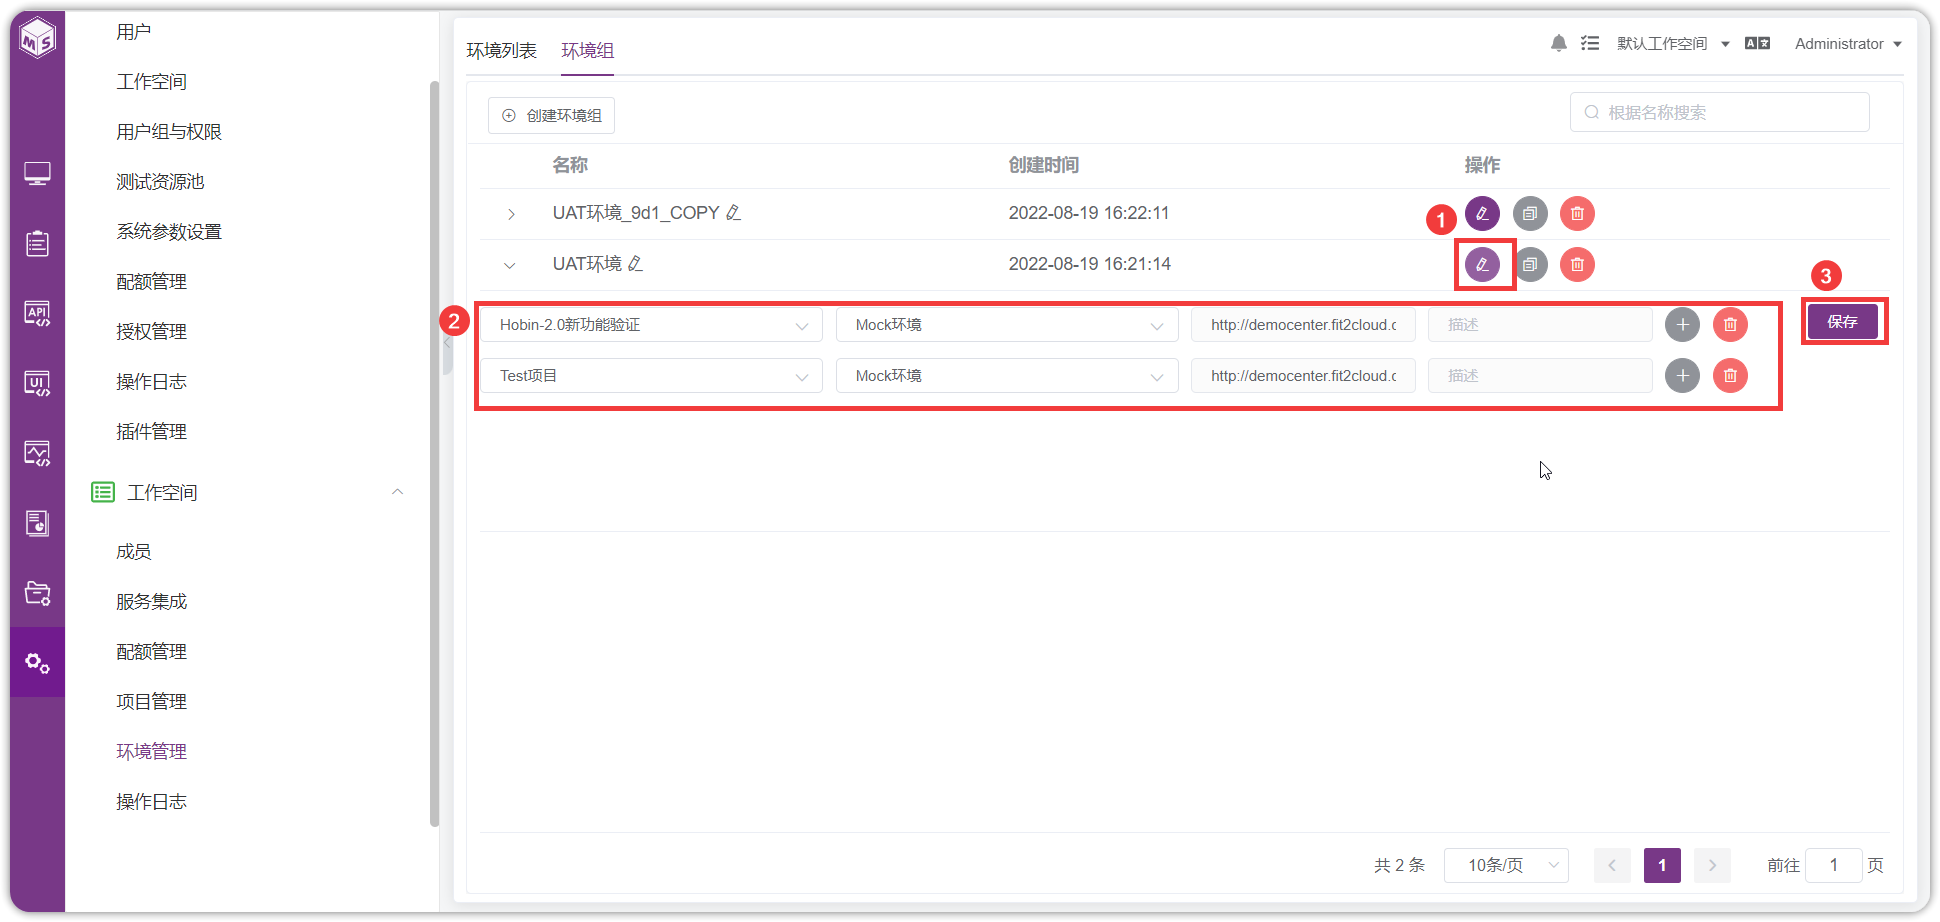 MS
用户
工作空间
用户组与权限
测试资源池
系统参数设置
配额管理
授权管理
操作日志
插件管理
工作空间
成员
服务集成
配额管理
项目管理
环境管理
操作日志
API
UI
环境列表 环境组
默认工作空间 Administrator
创建环境组 根据名称搜索
名称 创建时间 操作
UAT环境_9d1_COPY 2022-08-19 16:22:11
1
UAT环境 2022-08-19 16:21:14
3
2
Hobin-2.0新功能验证 Mock环境 http://democenter.fit2cloud.c 描述 保存
Test项目 Mock环境 http://democenter.fit2cloud.c 描述
共 2 条 10条/页 1 前往 1 页